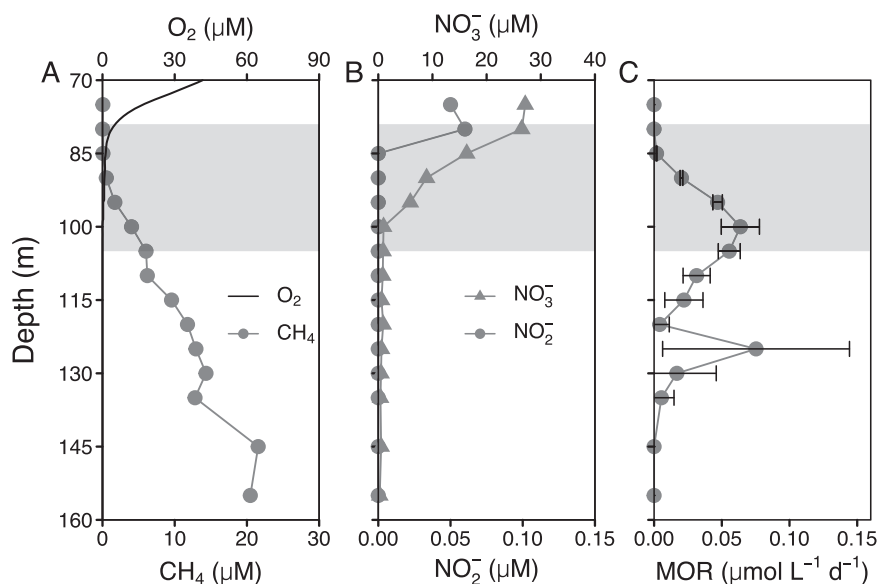 O₂ (μM)
0 30 60 90
NO₃⁻ (μM)
0 10 20 30 40
A
B
C
Depth (m)
70
85
100
115
130
145
160
O₂
CH₄
NO₃⁻
NO₂⁻
0 10 20 30
CH₄ (μM)
0.00 0.05 0.10 0.15
NO₂⁻ (μM)
0.00 0.05 0.10 0.15
MOR (μmol L⁻¹ d⁻¹)